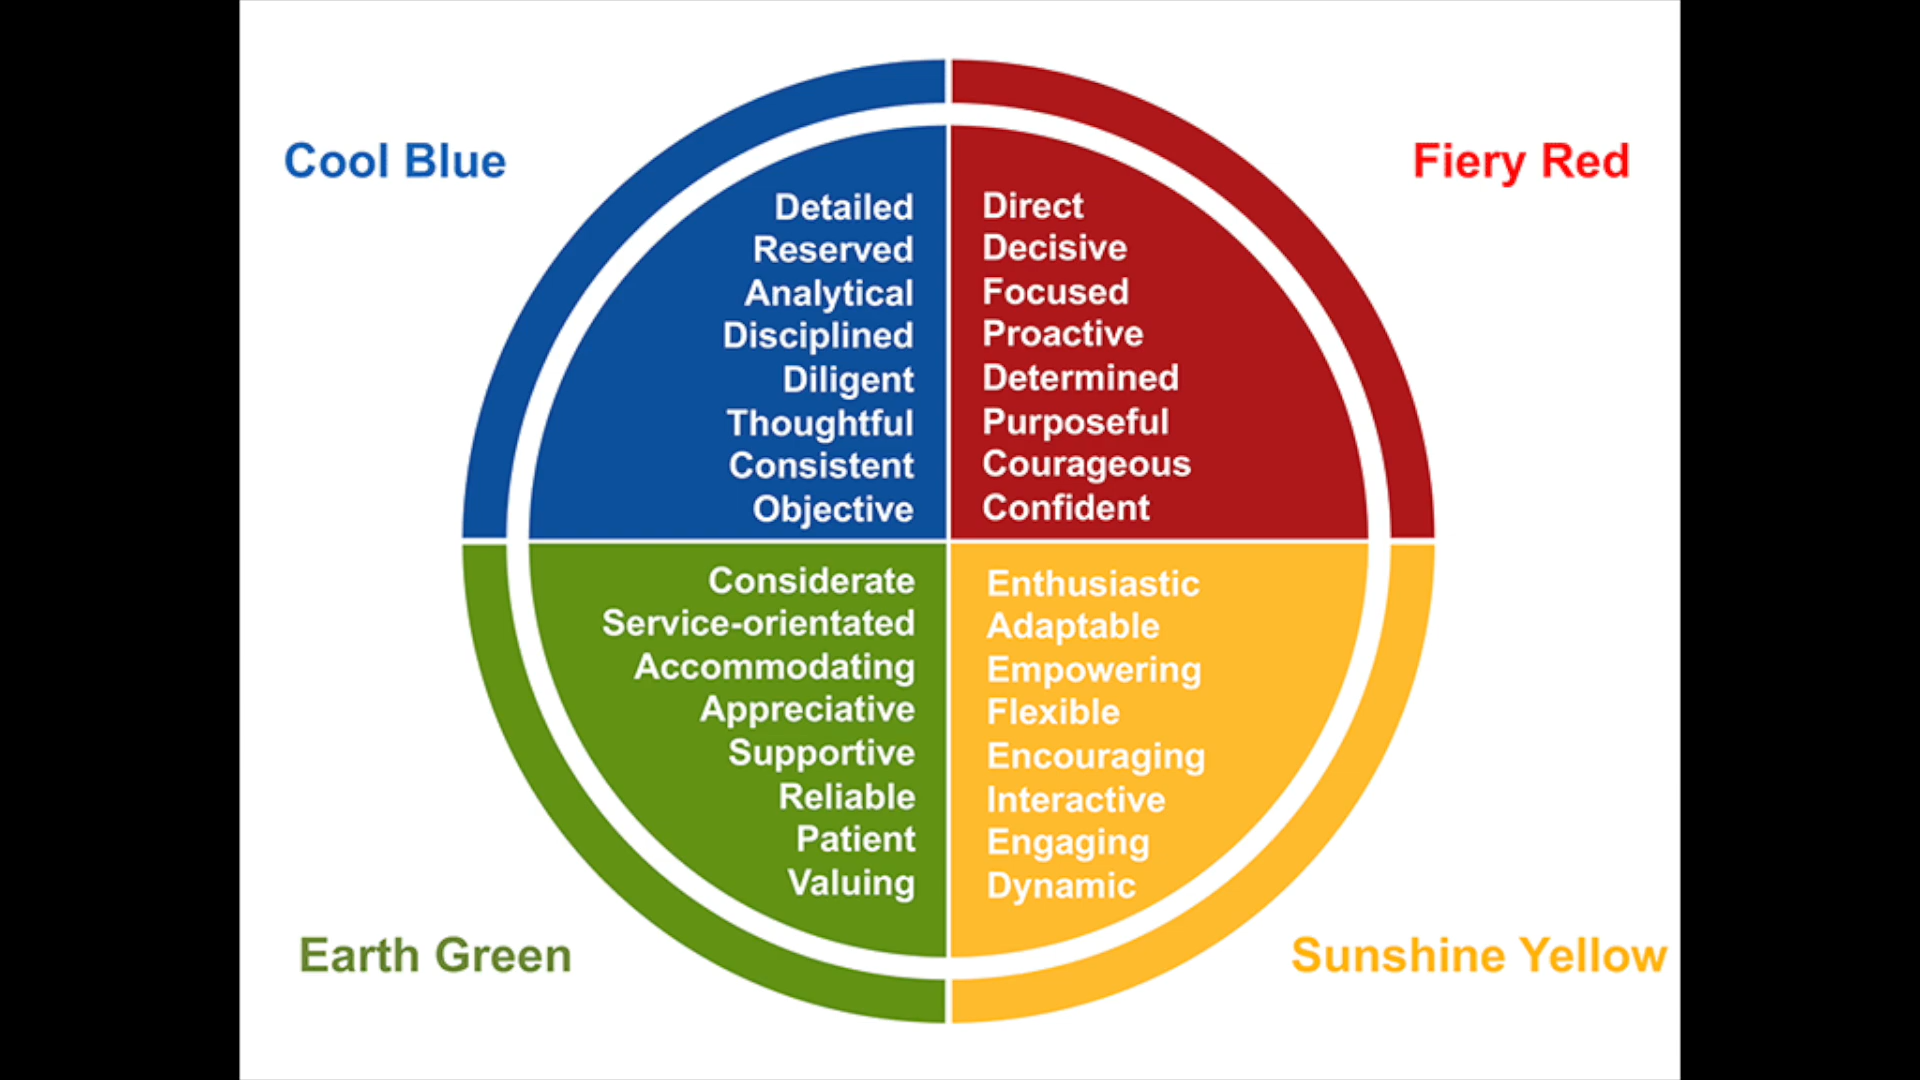 Cool Blue
Fiery Red
Detailed
Reserved
Analytical
Disciplined
Diligent
Thoughtful
Consistent
Objective
Direct
Decisive
Focused
Proactive
Determined
Purposeful
Courageous
Confident
Considerate
Service-orientated
Accommodating
Appreciative
Supportive
Reliable
Patient
Valuing
Enthusiastic
Adaptable
Empowering
Flexible
Encouraging
Interactive
Engaging
Dynamic
Earth Green
Sunshine Yellow